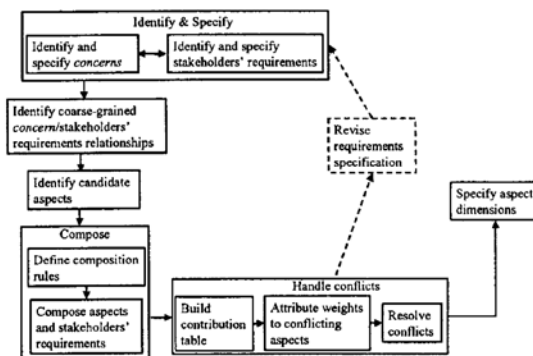 Identify & Specify
Identify and
specify concerns
Identify and specify
stakeholders' requirements
Identify coarse-grained
concern/stakeholders'
requirements relationships
Revise
requirements
specification
Identify candidate
aspects
Specify aspect
dimensions
Compose
Define composition
rules
Compose aspects
and stakeholders'
requirements
Handle conflicts
Build
contribution
table
Attribute weights
to conflicting
aspects
Resolve
conflicts